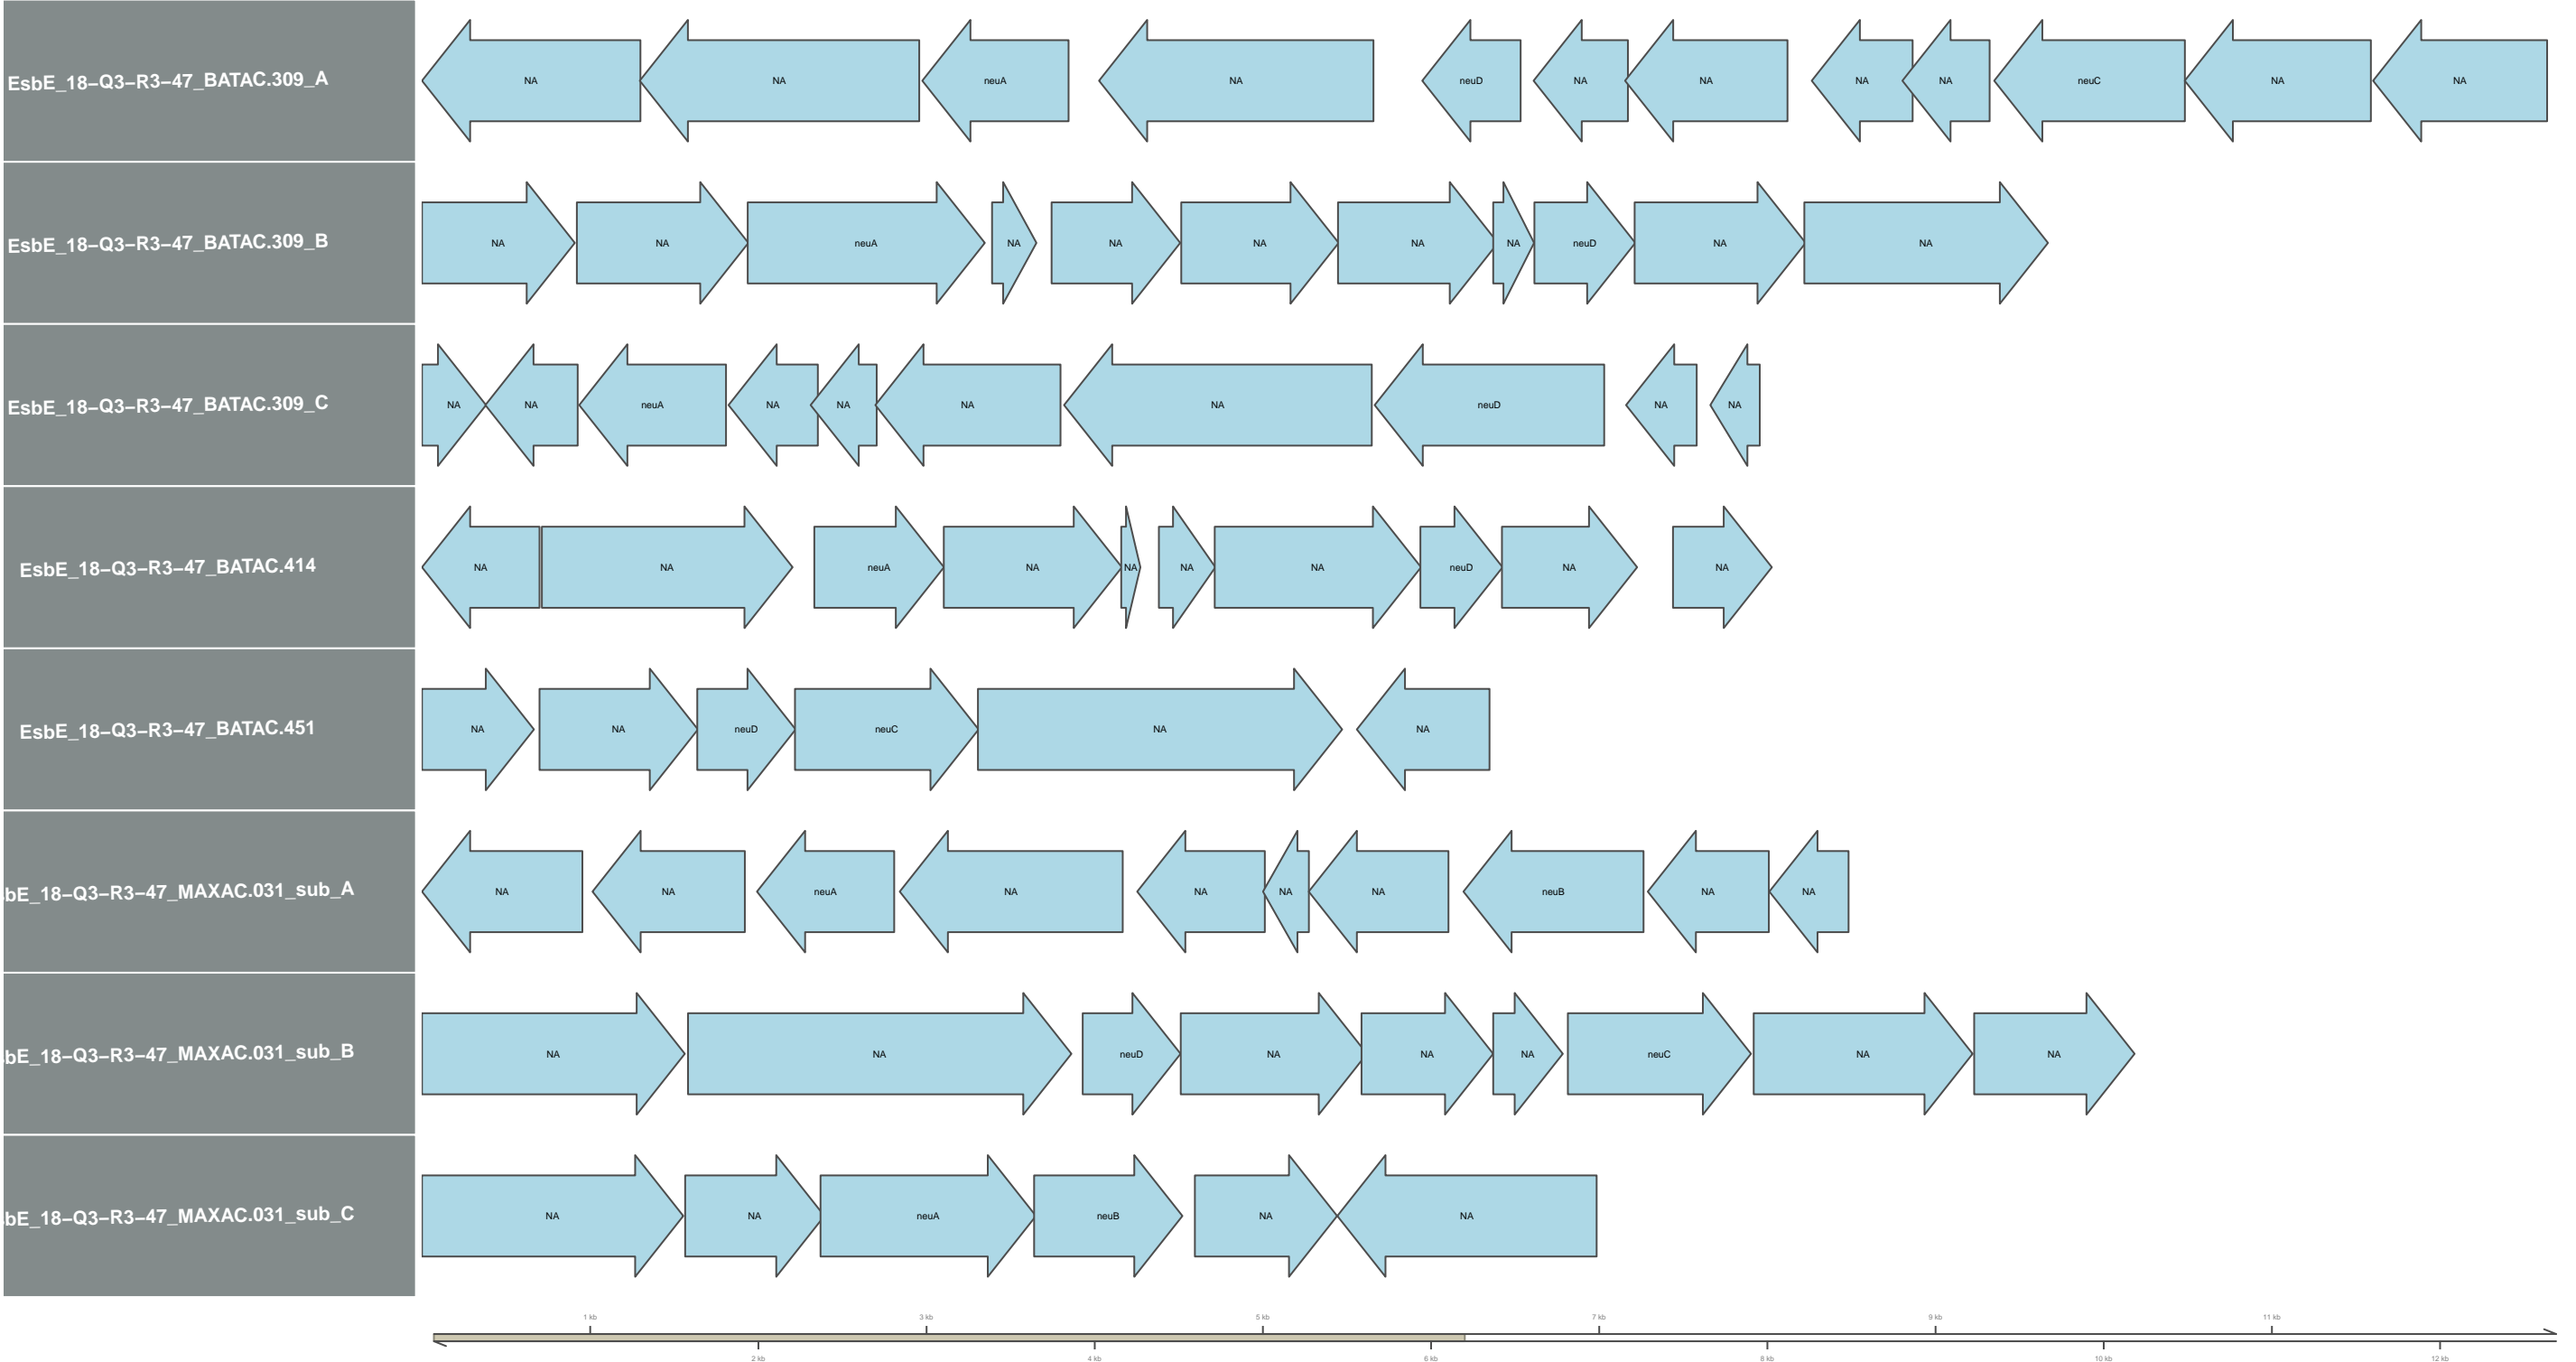 EsbE_18-Q3-R3-47_BATAC.309_A NA NA neuA NA neuD NA NA NA NA neuC NA NA
EsbE_18-Q3-R3-47_BATAC.309_B NA NA neuA NA NA NA NA NA neuD NA NA
EsbE_18-Q3-R3-47_BATAC.309_C NA NA neuA NA NA NA NA neuD NA NA
EsbE_18-Q3-R3-47_BATAC.414 NA NA neuA NA NA NA NA neuD NA NA
EsbE_18-Q3-R3-47_BATAC.451 NA NA neuD neuC NA NA
bE_18-Q3-R3-47_MAXAC.031_sub_A NA NA neuA NA NA NA NA neuB NA NA
bE_18-Q3-R3-47_MAXAC.031_sub_B NA NA neuD NA NA NA neuC NA NA
bE_18-Q3-R3-47_MAXAC.031_sub_C NA NA neuA neuB NA NA
1 kb 3 kb 5 kb 7 kb 9 kb 11 kb
2 kb 4 kb 6 kb 8 kb 10 kb 12 kb